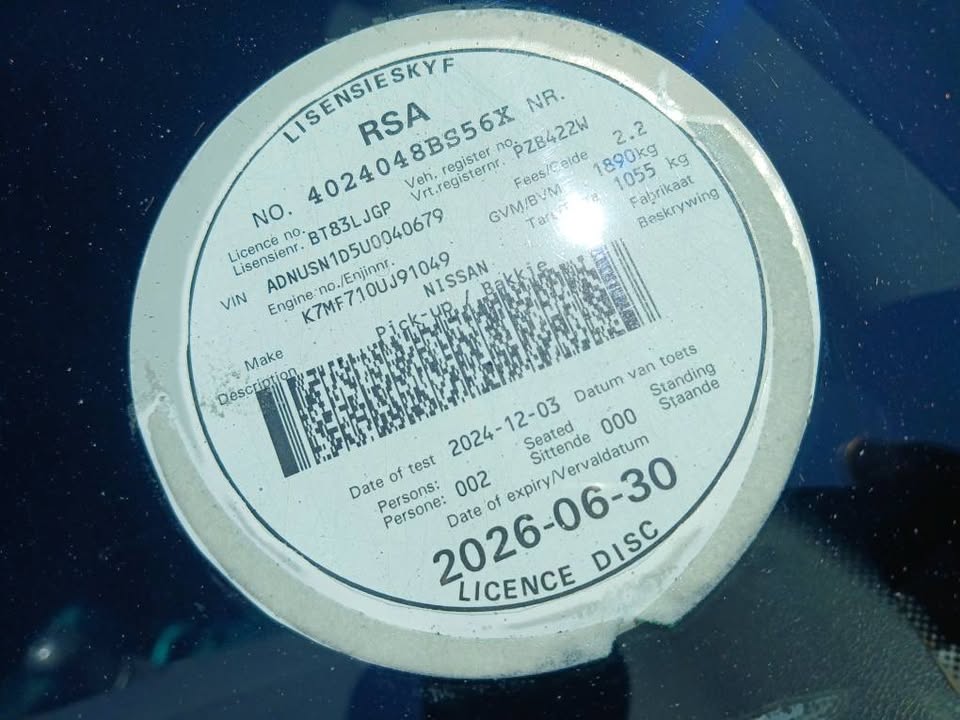 LISENSIESKYF
RSA
NO. 4024048BS56X NR.
Licence no. Veh. register no.
Lisensienr. BT83LJGP Vrt.registernr. PZB422W
VIN ADNUSN1D5U0040679 Fees/Gelde 2.2
Engine no./Enjinnr. GVM/BVM 1890kg
K7MF710UJ91049 1055 kg
Make NISSAN Fabrikaat
Description Pick-up / Bakkie Beskrywing
Date of test 2024-12-03 Datum van toets
Persons: Seated Standing
Persone: 002 Sittende 000 Staande
Date of expiry/Vervaldatum
2026-06-30
LICENCE DISC